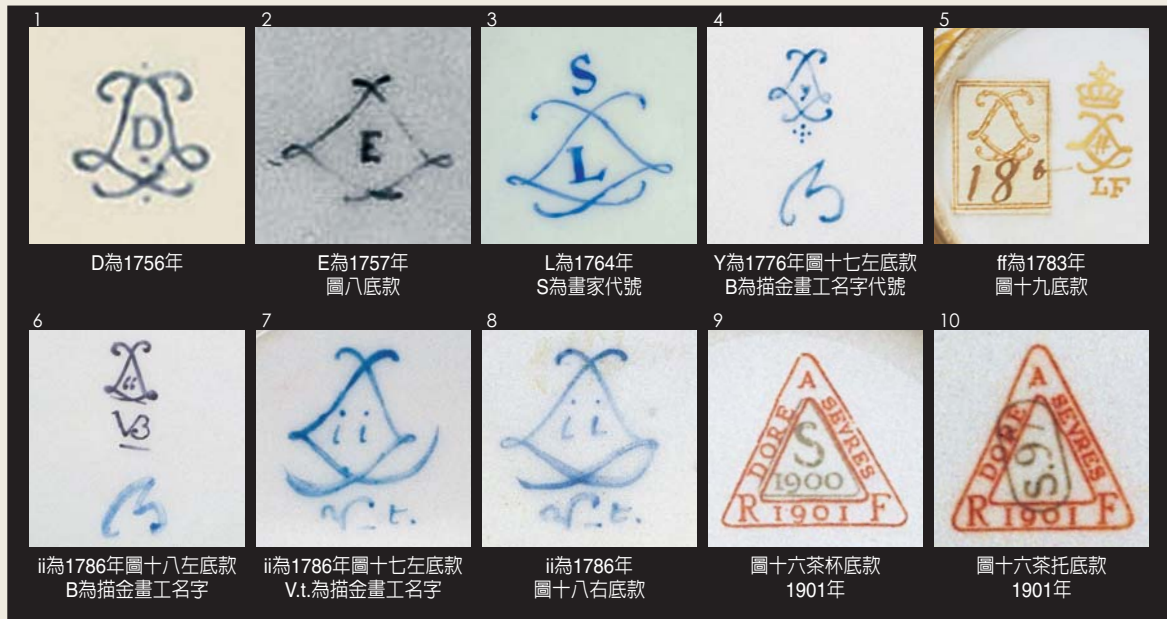 1
D
D為1756年
2
E
E為1757年
圖八底款
3
S
L
L為1764年
S為畫家代號
4
y
B
Y為1776年圖十七左底款
B為描金畫工名字代號
5
18
LF
ff為1783年
圖十九底款
6
ii
VB
B
ii為1786年圖十八左底款
B為描金畫工名字
7
ii
V.t.
ii為1786年圖十七左底款
V.t.為描金畫工名字
8
ii
V.t.
ii為1786年
圖十八右底款
9
DORE A SEVRES
S
1900
R 1901 F
圖十六茶杯底款
1901年
10
DORE A SEVRES
S.97
R 1901 F
圖十六茶托底款
1901年